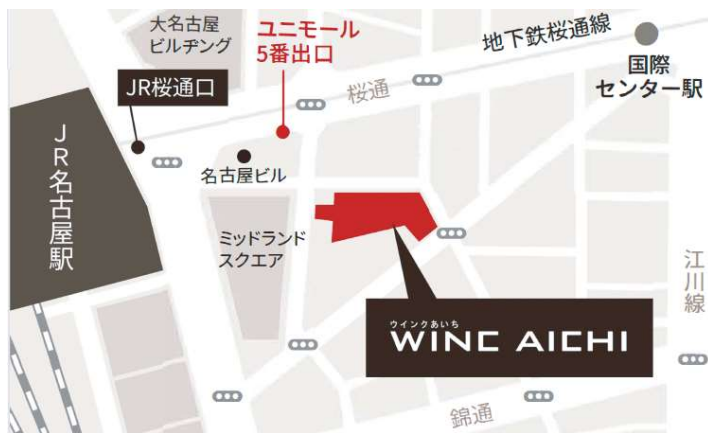 大名古屋
ビルヂング
ユニモール
5番出口
地下鉄桜通線
国際
センター駅
JR桜通口
桜通
JR名古屋駅
名古屋ビル
ミッドランド
スクエア
江川線
ウインクあいち
WINC AICHI
錦通